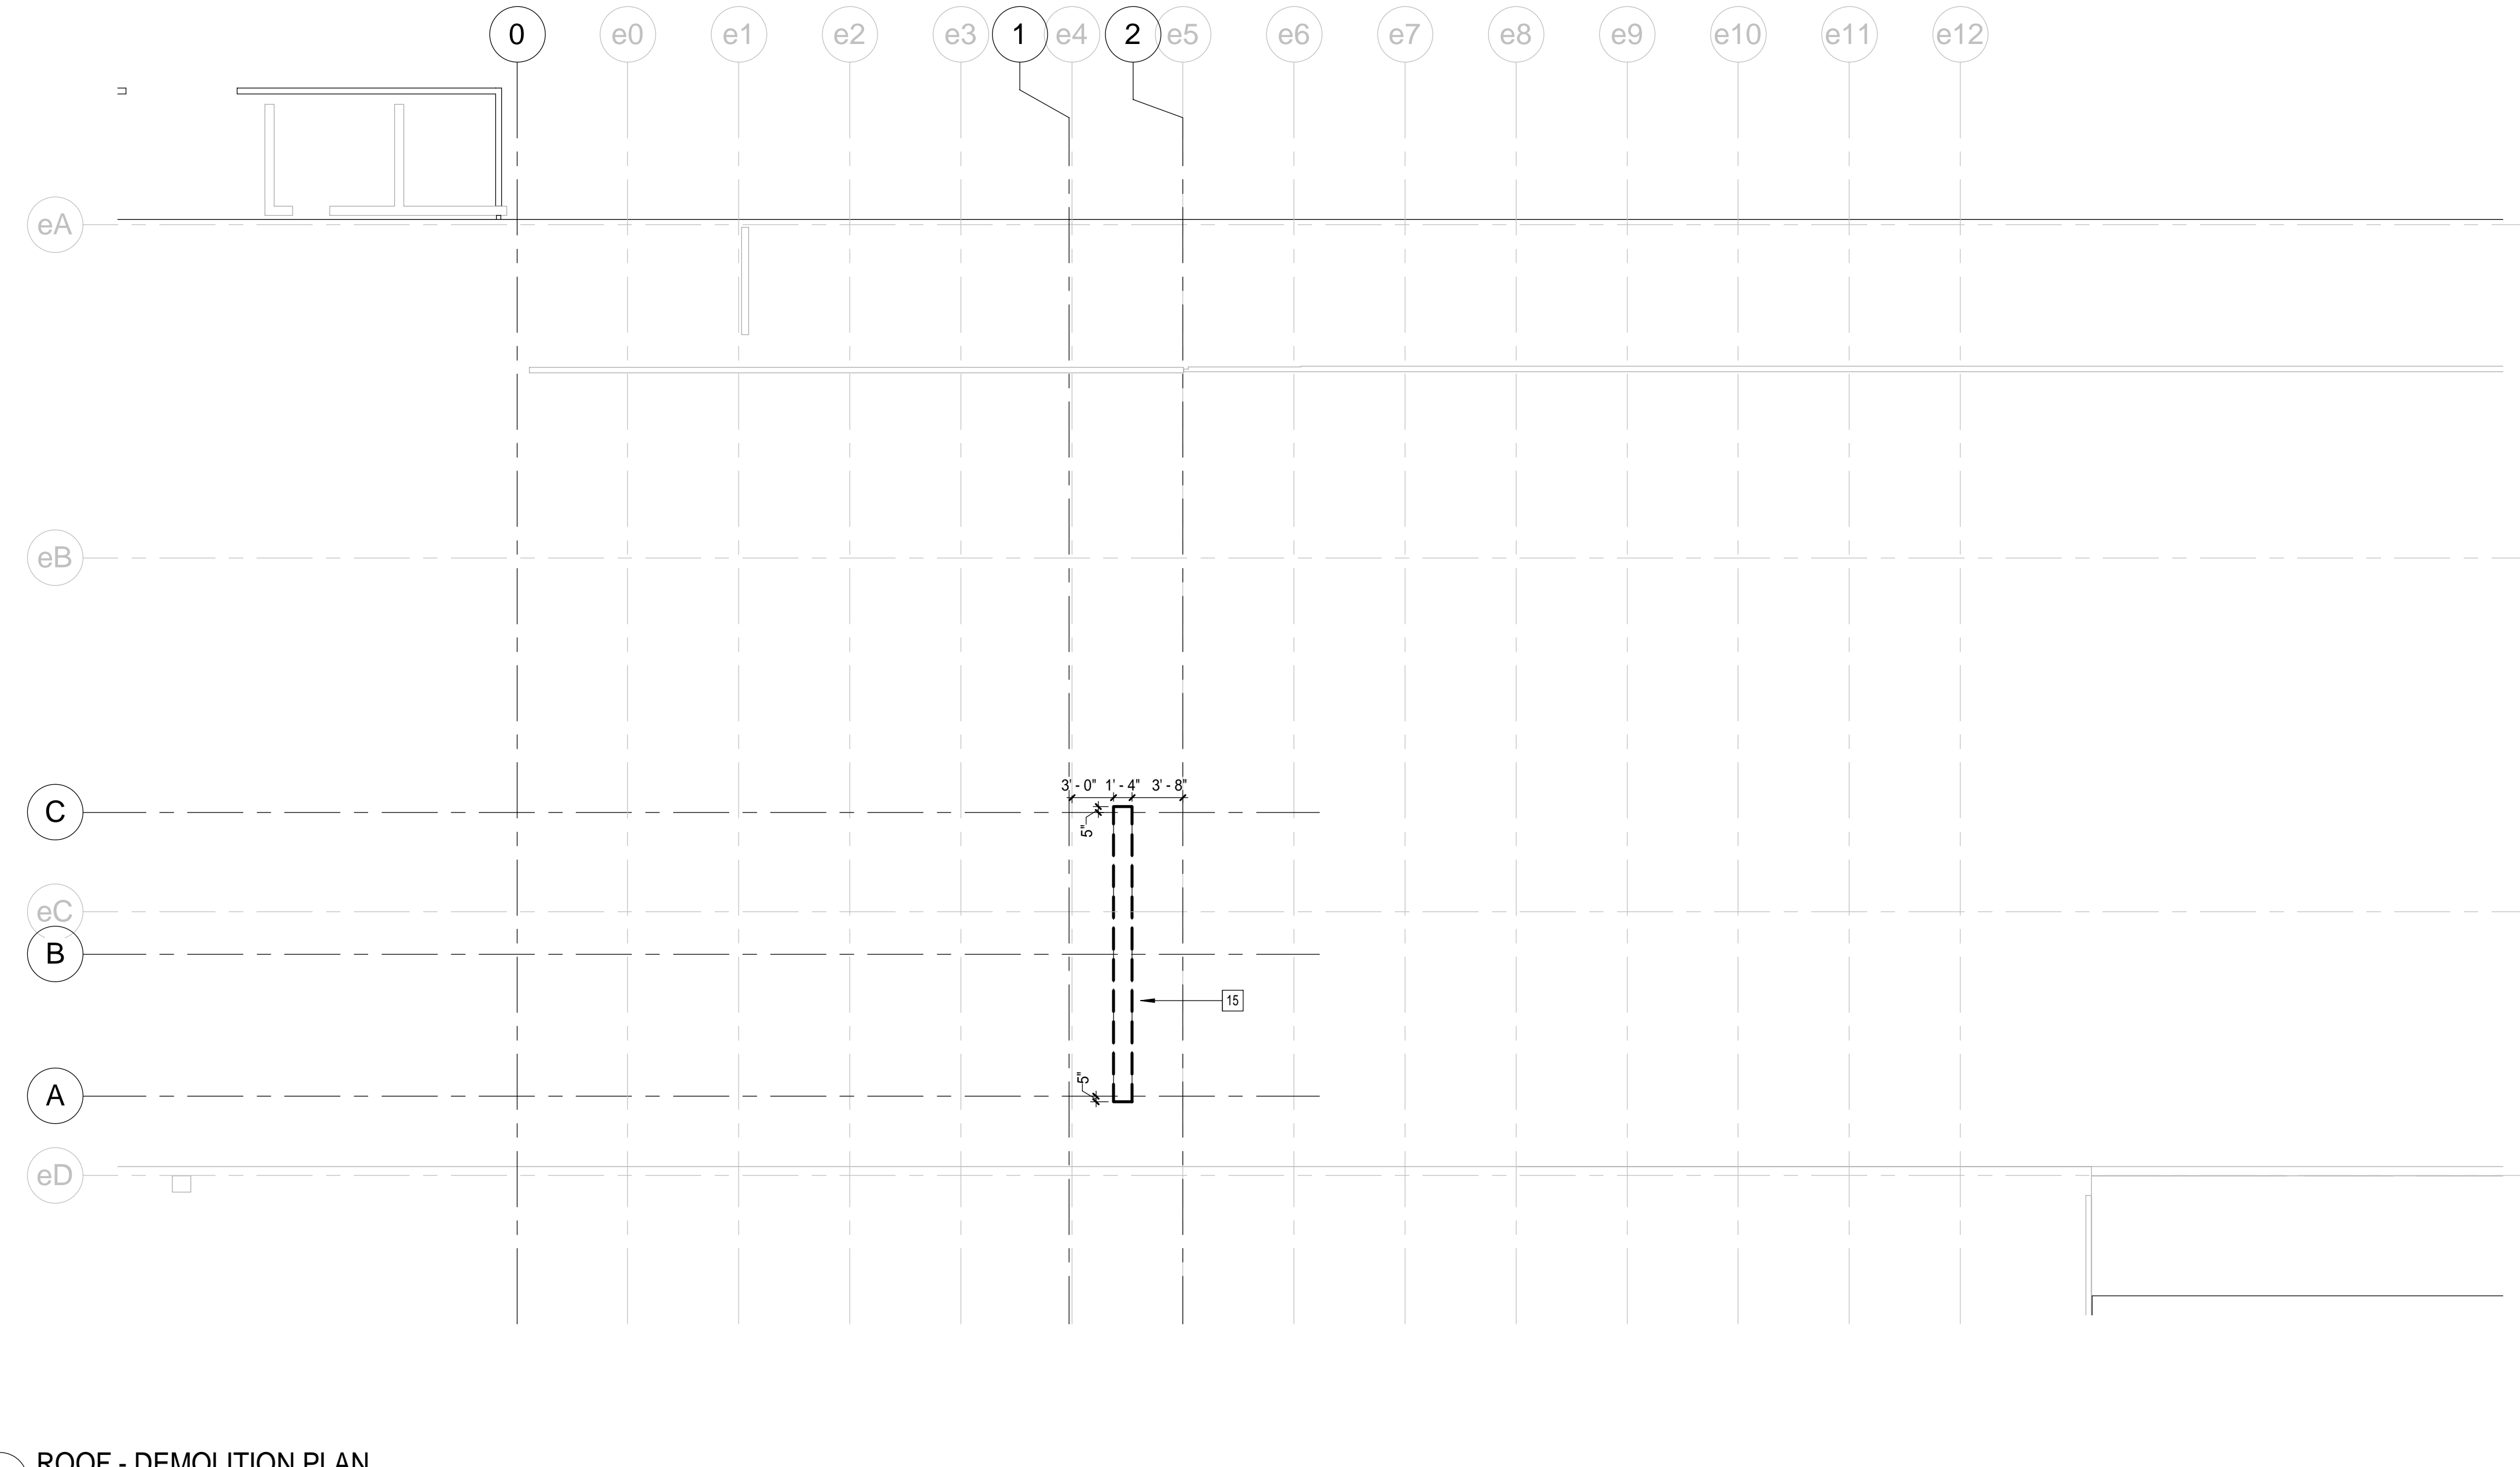 0 e0 e1 e2 e3 1 e4 2 e5 e6 e7 e8 e9 e10 e11 e12
eA
eB
3' - 0" 1' - 4" 3' - 8"
C
5"
eC
B
15
5"
A
eD
ROOF - DEMOLITION PLAN